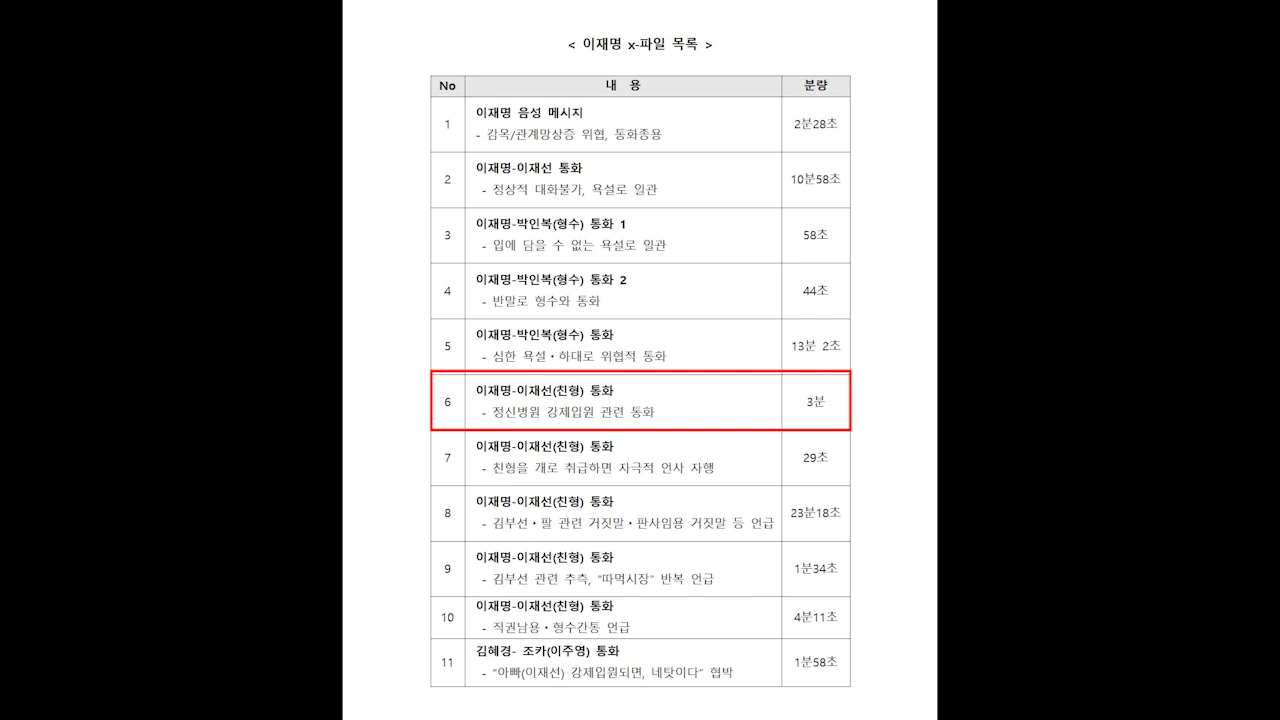 < 이재명 x-파일 목록 >
No 내 용 분량
1 이재명 음성 메시지 2분28초
- 감옥/관계망상증 위협, 통화종용
2 이재명-이재선 통화 10분58초
- 정상적 대화불가, 욕설로 일관
3 이재명-박인복(형수) 통화 1 58초
- 입에 담을 수 없는 욕설로 일관
4 이재명-박인복(형수) 통화 2 44초
- 반말로 형수와 통화
5 이재명-박인복(형수) 통화 13분 2초
- 심한 욕설・하대로 위협적 통화
6 이재명-이재선(친형) 통화 3분
- 정신병원 강제입원 관련 통화
7 이재명-이재선(친형) 통화 29초
- 친형을 개로 취급하면 자극적 언사 자행
8 이재명-이재선(친형) 통화 23분18초
- 김부선・팔 관련 거짓말・판사임용 거짓말 등 언급
9 이재명-이재선(친형) 통화 1분34초
- 김부선 관련 추측, “따먹시장” 반복 언급
10 이재명-이재선(친형) 통화 4분11초
- 직권남용・형수간통 언급
11 김혜경- 조카(이주영) 통화 1분58초
- “아빠(이재선) 강제입원되면, 네탓이다” 협박